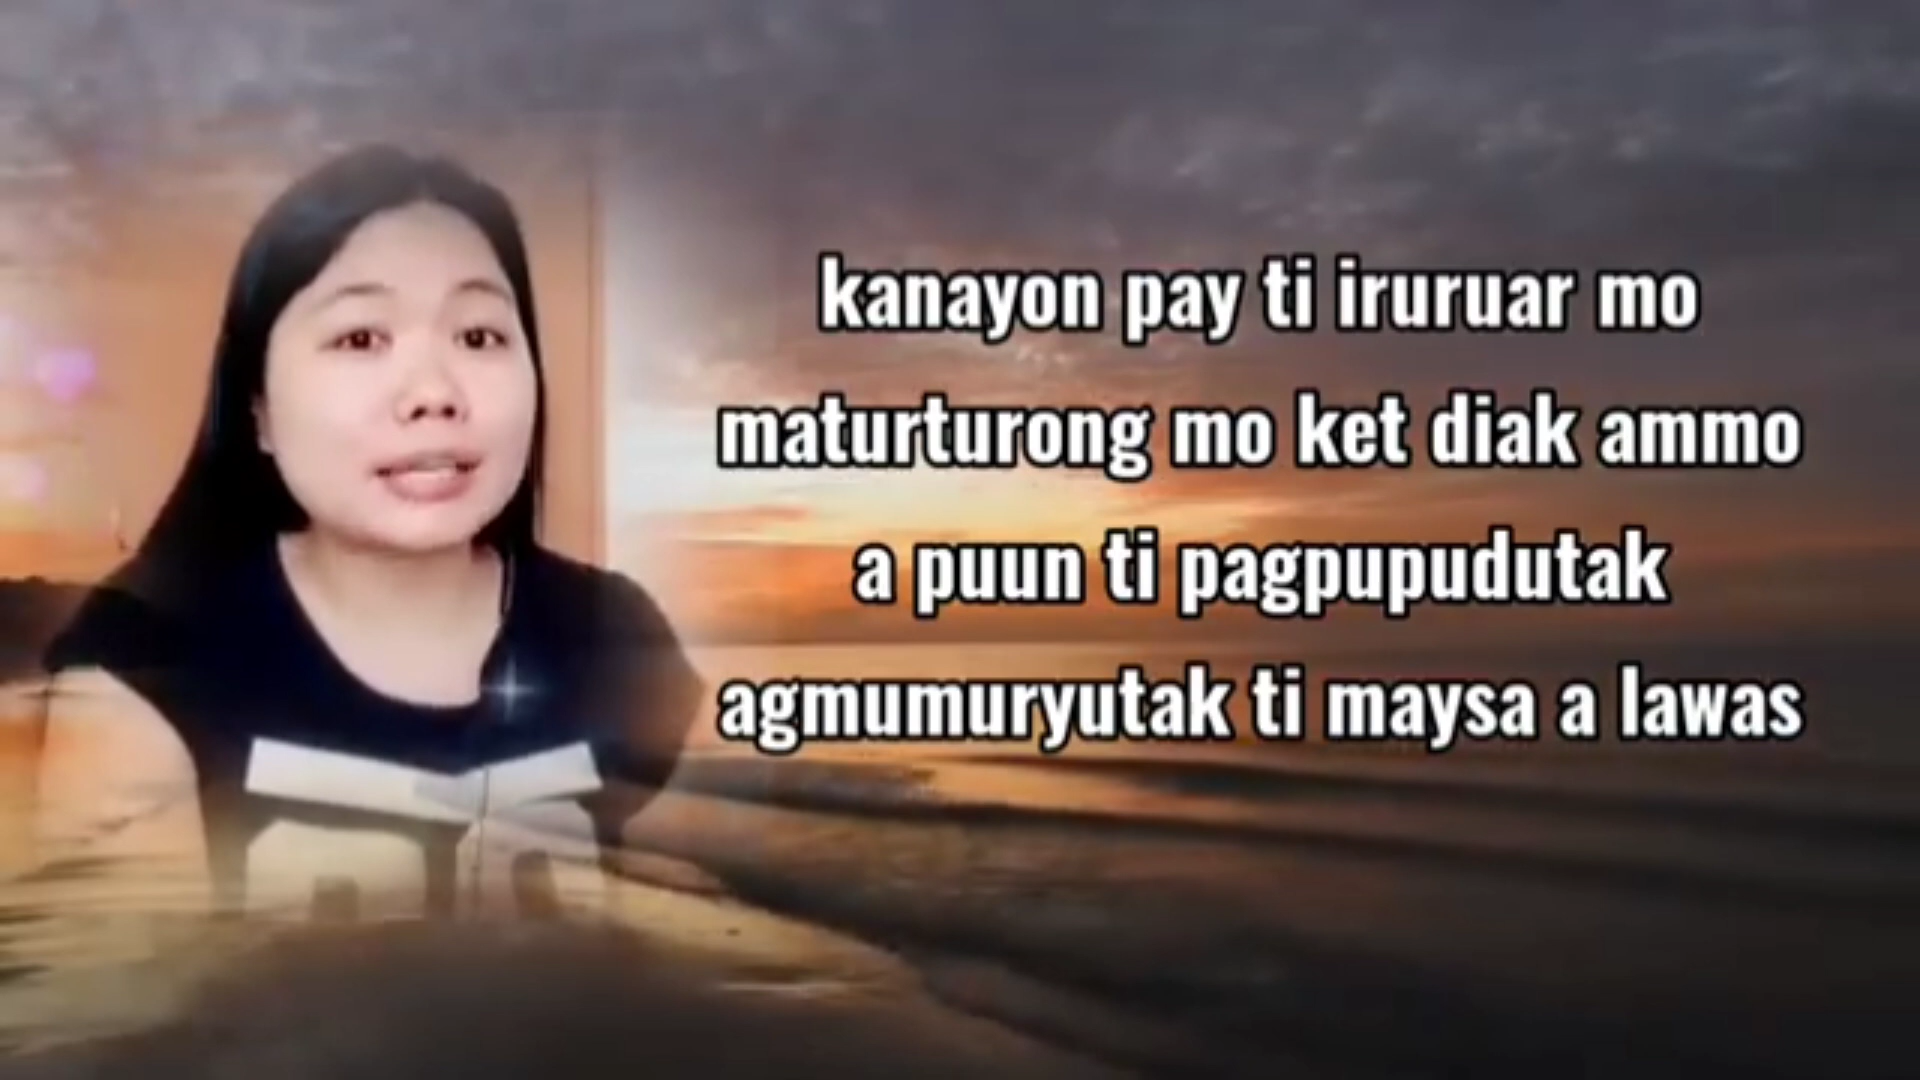 kanayon pay ti iruruar mo
maturturong mo ket diak ammo
a puun ti pagpupudutak
agmumuryutak ti maysa a lawas